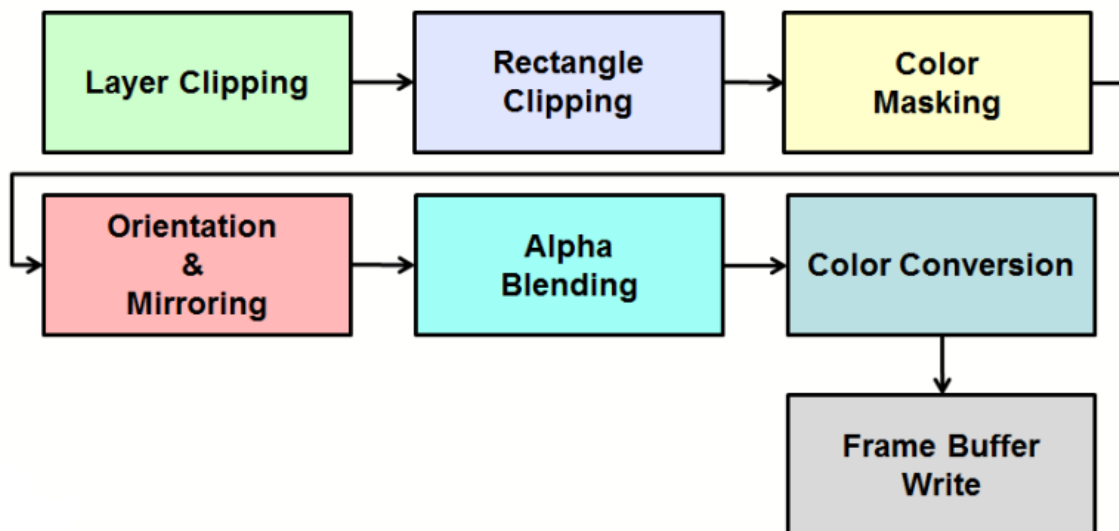 Layer Clipping
Rectangle
Clipping
Color
Masking
Orientation
&
Mirroring
Alpha
Blending
Color Conversion
Frame Buffer
Write